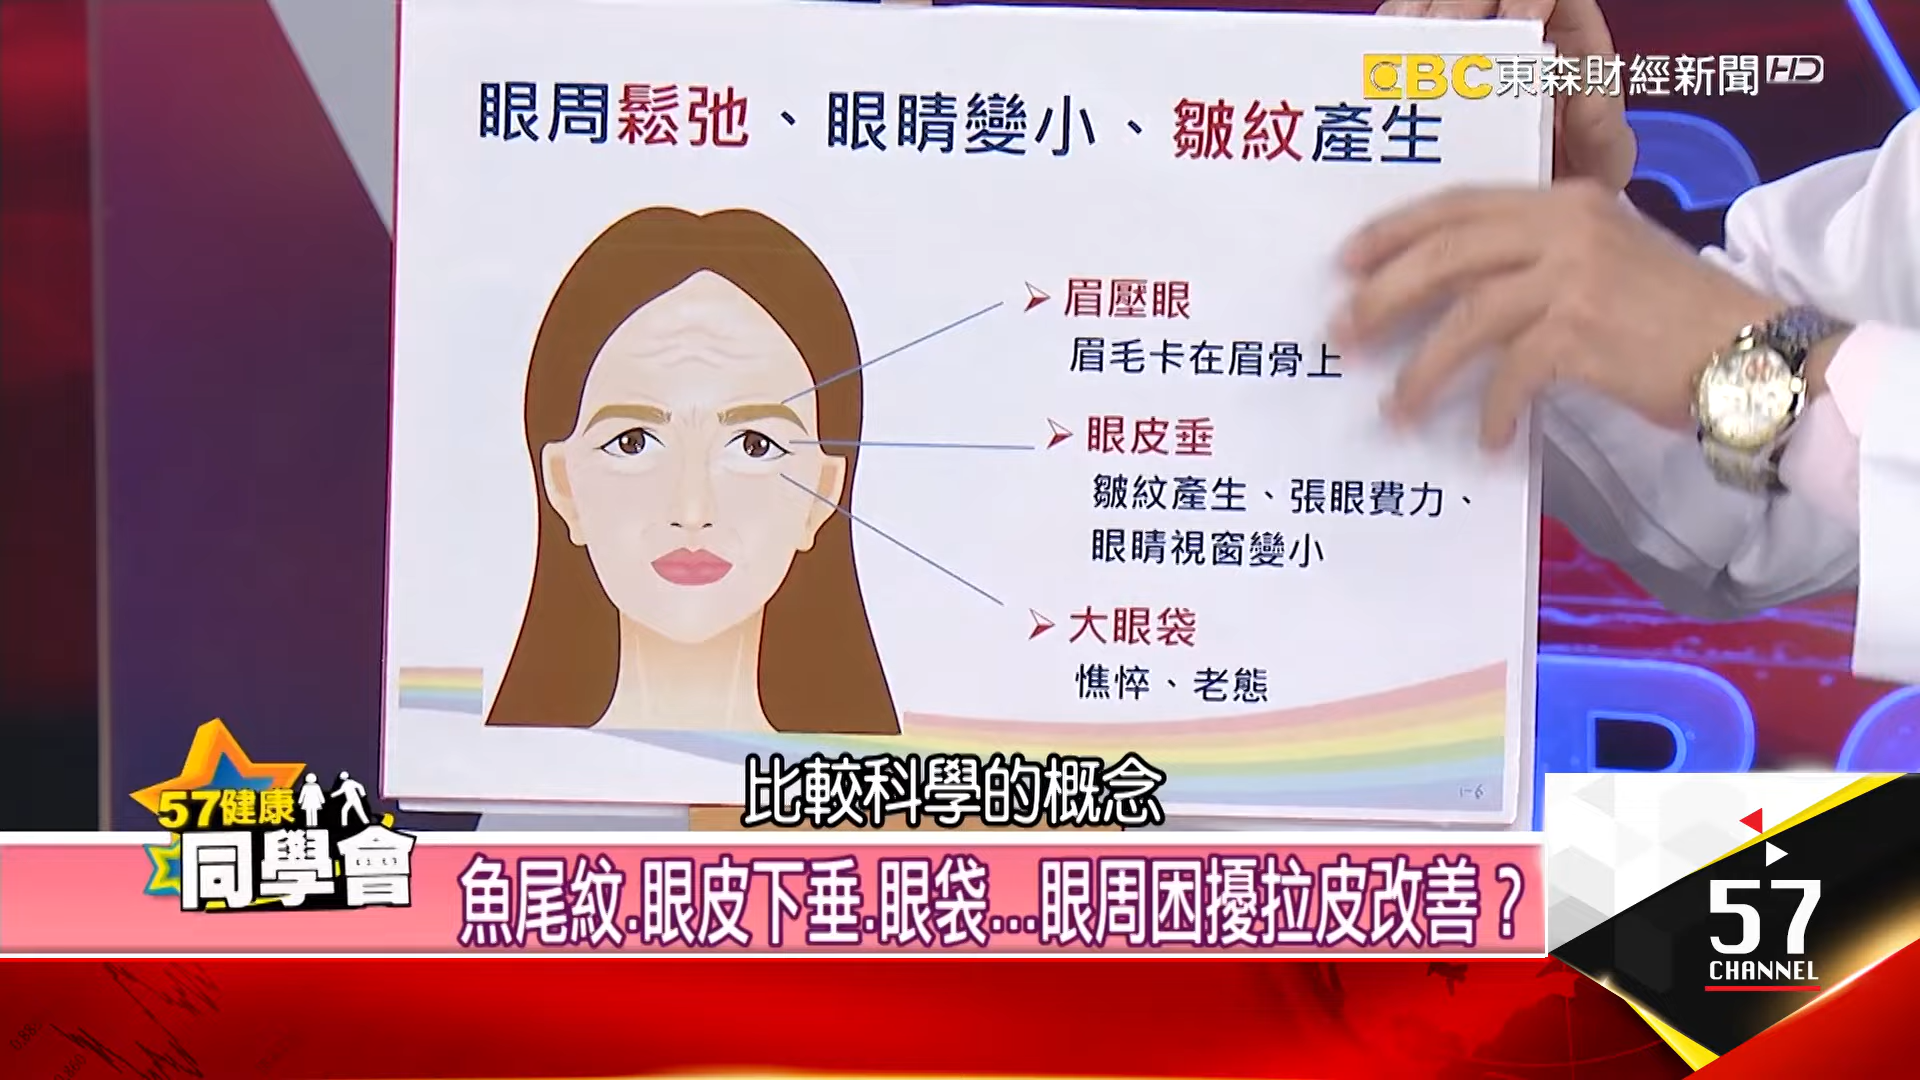 EBC東森財經新聞HD
眼周鬆弛、眼睛變小、皺紋產生
眉壓眼
眉毛卡在眉骨上
眼皮垂
皺紋產生、張眼費力、
眼睛視窗變小
大眼袋
憔悴、老態
1-6
比較科學的概念
57健康
同學會
魚尾紋.眼皮下垂.眼袋...眼周困擾拉皮改善?
57
CHANNEL